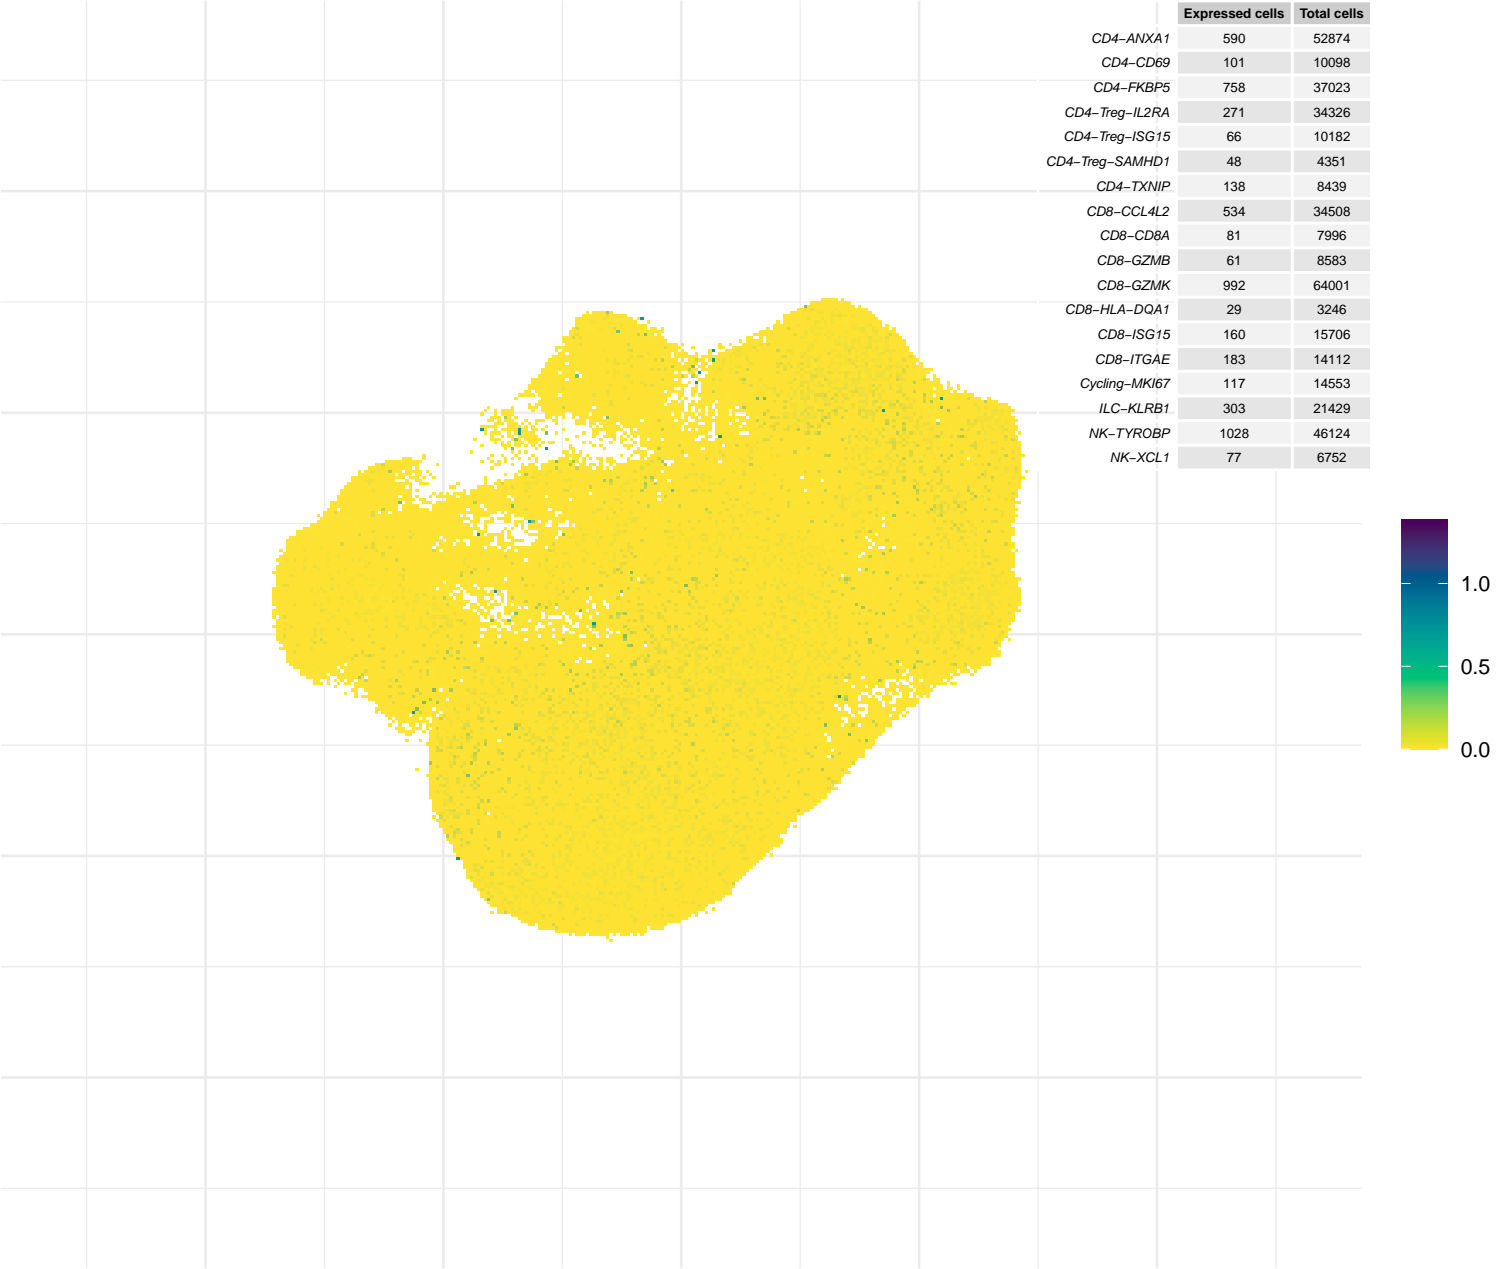 Expressed cells Total cells
CD4−ANXA1 590 52874
CD4−CD69 101 10098
CD4−FKBP5 758 37023
CD4−Treg−IL2RA 271 34326
CD4−Treg−ISG15 66 10182
CD4−Treg−SAMHD1 48 4351
CD4−TXNIP 138 8439
CD8−CCL4L2 534 34508
CD8−CD8A 81 7996
CD8−GZMB 61 8583
CD8−GZMK 992 64001
CD8−HLA−DQA1 29 3246
CD8−ISG15 160 15706
CD8−ITGAE 183 14112
Cycling−MKI67 117 14553
ILC−KLRB1 303 21429
NK−TYROBP 1028 46124
NK−XCL1 77 6752
1.0
0.5
0.0